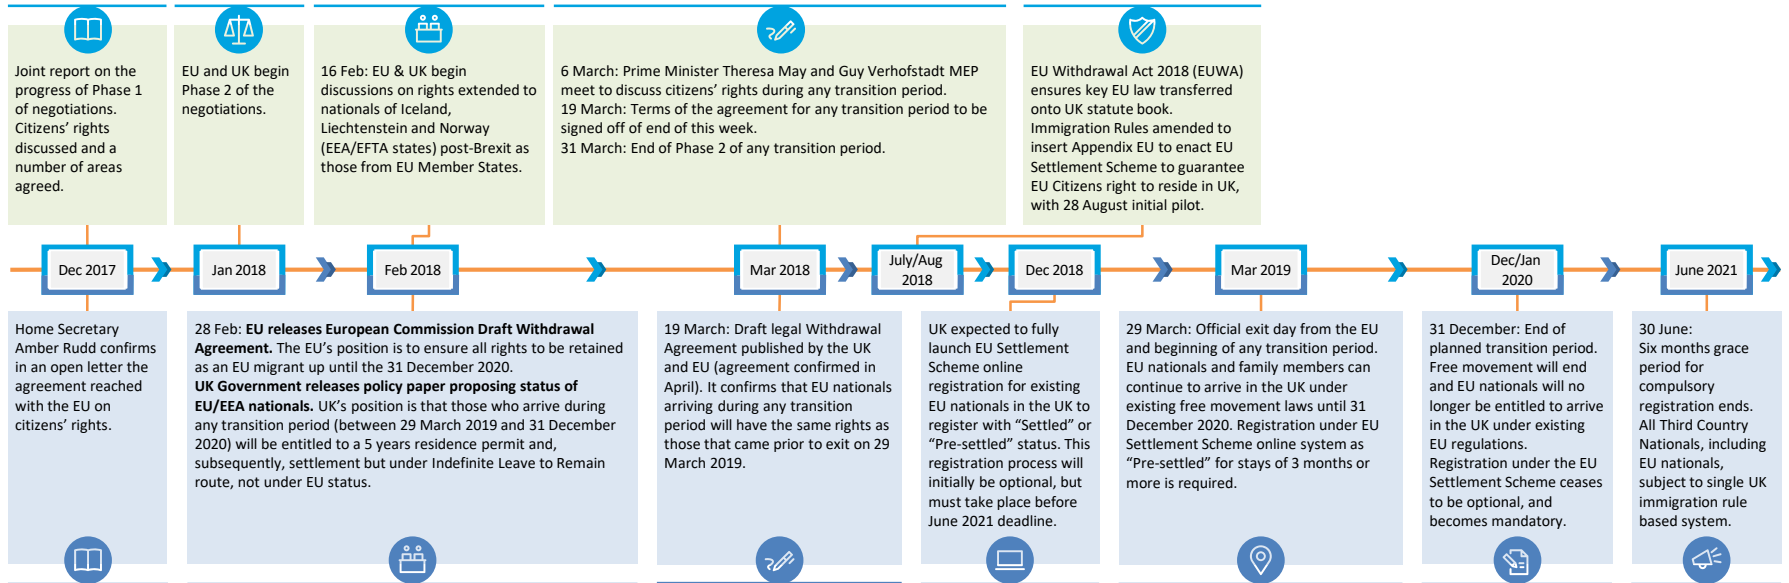 Joint report on the
progress of Phase 1
of negotiations.
Citizens’ rights
discussed and a
number of areas
agreed.
EU and UK begin
Phase 2 of the
negotiations.
16 Feb: EU & UK begin
discussions on rights extended to
nationals of Iceland,
Liechtenstein and Norway
(EEA/EFTA states) post-Brexit as
those from EU Member States.
6 March: Prime Minister Theresa May and Guy Verhofstadt MEP
meet to discuss citizens’ rights during any transition period.
19 March: Terms of the agreement for any transition period to be
signed off of end of this week.
31 March: End of Phase 2 of any transition period.
EU Withdrawal Act 2018 (EUWA)
ensures key EU law transferred
onto UK statute book.
Immigration Rules amended to
insert Appendix EU to enact EU
Settlement Scheme to guarantee
EU Citizens right to reside in UK,
with 28 August initial pilot.
Dec 2017
Jan 2018
Feb 2018
Mar 2018
July/Aug
2018
Dec 2018
Mar 2019
Dec/Jan
2020
June 2021
Home Secretary
Amber Rudd confirms
in an open letter the
agreement reached
with the EU on
citizens’ rights.
28 Feb: EU releases European Commission Draft Withdrawal
Agreement. The EU’s position is to ensure all rights to be retained
as an EU migrant up until the 31 December 2020.
UK Government releases policy paper proposing status of
EU/EEA nationals. UK’s position is that those who arrive during
any transition period (between 29 March 2019 and 31 December
2020) will be entitled to a 5 years residence permit and,
subsequently, settlement but under Indefinite Leave to Remain
route, not under EU status.
19 March: Draft legal Withdrawal
Agreement published by the UK
and EU (agreement confirmed in
April). It confirms that EU nationals
arriving during any transition
period will have the same rights as
those that came prior to exit on 29
March 2019.
UK expected to fully
launch EU Settlement
Scheme online
registration for existing
EU nationals in the UK to
register with “Settled” or
“Pre-settled” status. This
registration process will
initially be optional, but
must take place before
June 2021 deadline.
29 March: Official exit day from the EU
and beginning of any transition period.
EU nationals and family members can
continue to arrive in the UK under
existing free movement laws until 31
December 2020. Registration under EU
Settlement Scheme online system as
“Pre-settled” for stays of 3 months or
more is required.
31 December: End of
planned transition period.
Free movement will end
and EU nationals will no
longer be entitled to arrive
in the UK under existing
EU regulations.
Registration under the EU
Settlement Scheme ceases
to be optional, and
becomes mandatory.
30 June:
Six months grace
period for
compulsory
registration ends.
All Third Country
Nationals, including
EU nationals,
subject to single UK
immigration rule
based system.